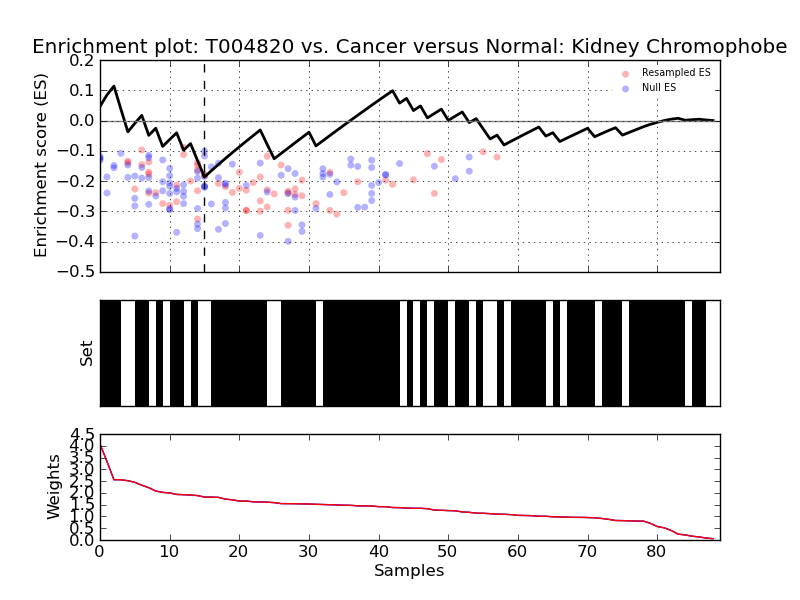 Enrichment plot: T004820 vs. Cancer versus Normal: Kidney Chromophobe
0.2
0.1
0.0
−0.1
−0.2
−0.3
−0.4
−0.5
Enrichment score (ES)
Resampled ES
Null ES
Set
4.5
4.0
3.5
3.0
2.5
2.0
1.5
1.0
0.5
0.0
Weights
0 10 20 30 40 50 60 70 80
Samples